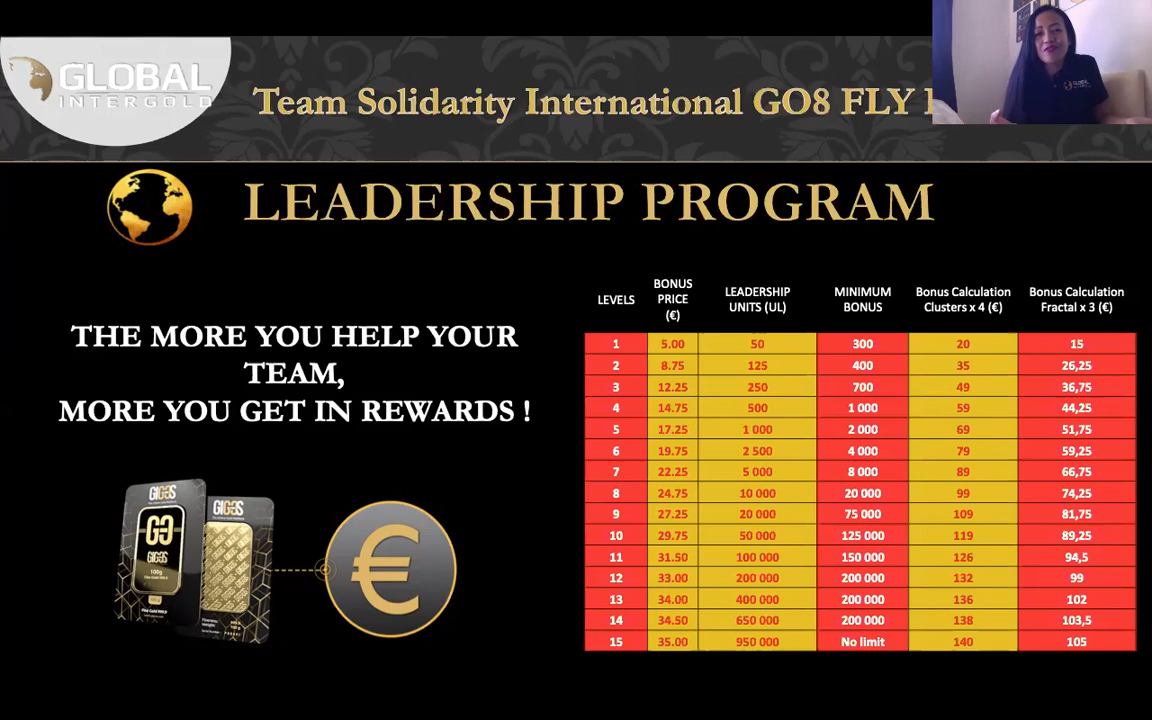 GLOBAL
INTERGOLD
Team Solidarity International GO8 FLY
LEADERSHIP PROGRAM
THE MORE YOU HELP YOUR
TEAM,
MORE YOU GET IN REWARDS !
LEVELS BONUS PRICE (€) LEADERSHIP UNITS (UL) MINIMUM BONUS Bonus Calculation Clusters x 4 (€) Bonus Calculation Fractal x 3 (€)
1 5.00 50 300 20 15
2 8.75 125 400 35 26,25
3 12.25 250 700 49 36,75
4 14.75 500 1 000 59 44,25
5 17.25 1 000 2 000 69 51,75
6 19.75 2 500 4 000 79 59,25
7 22.25 5 000 8 000 89 66,75
8 24.75 10 000 20 000 99 74,25
9 27.25 20 000 75 000 109 81,75
10 29.75 50 000 125 000 119 89,25
11 31.50 100 000 150 000 126 94,5
12 33.00 200 000 200 000 132 99
13 34.00 400 000 200 000 136 102
14 34.50 650 000 200 000 138 103,5
15 35.00 950 000 No limit 140 105
GIG3S
GIG3S
100g
Fine Gold 999,9
GIG3S
€